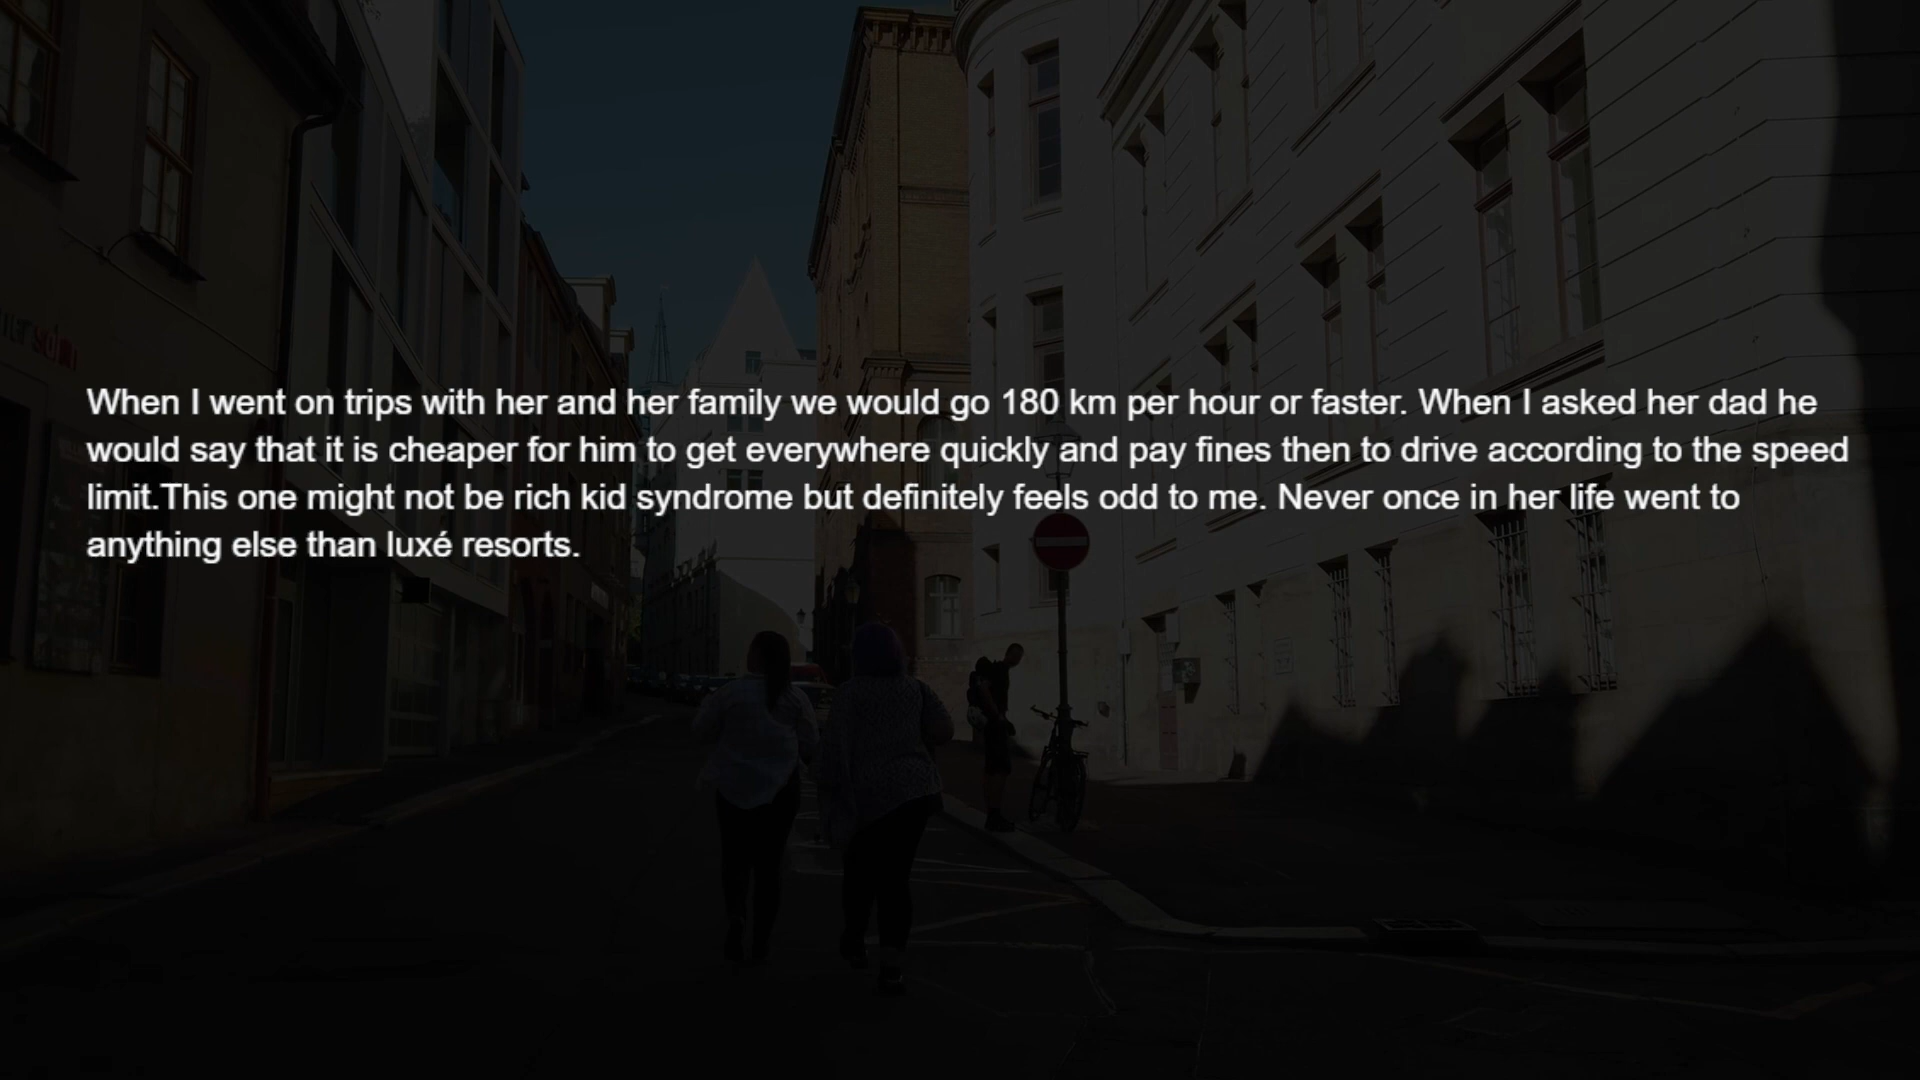 When I went on trips with her and her family we would go 180 km per hour or faster. When I asked her dad he
would say that it is cheaper for him to get everywhere quickly and pay fines then to drive according to the speed
limit.This one might not be rich kid syndrome but definitely feels odd to me. Never once in her life went to
anything else than luxé resorts.